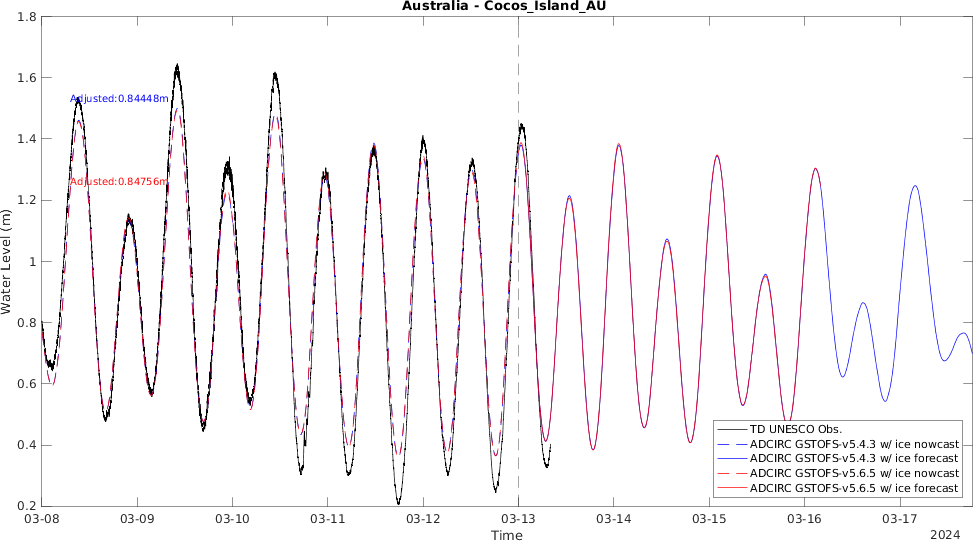 Australia - Cocos_Island_AU
1.8
1.6
1.4
1.2
1
0.8
0.6
0.4
0.2
Water Level (m)
Adjusted:0.84448m
Adjusted:0.84756m
TD UNESCO Obs.
ADCIRC GSTOFS-v5.4.3 w/ ice nowcast
ADCIRC GSTOFS-v5.4.3 w/ ice forecast
ADCIRC GSTOFS-v5.6.5 w/ ice nowcast
ADCIRC GSTOFS-v5.6.5 w/ ice forecast
03-08 03-09 03-10 03-11 03-12 03-13 03-14 03-15 03-16 03-17
Time
2024